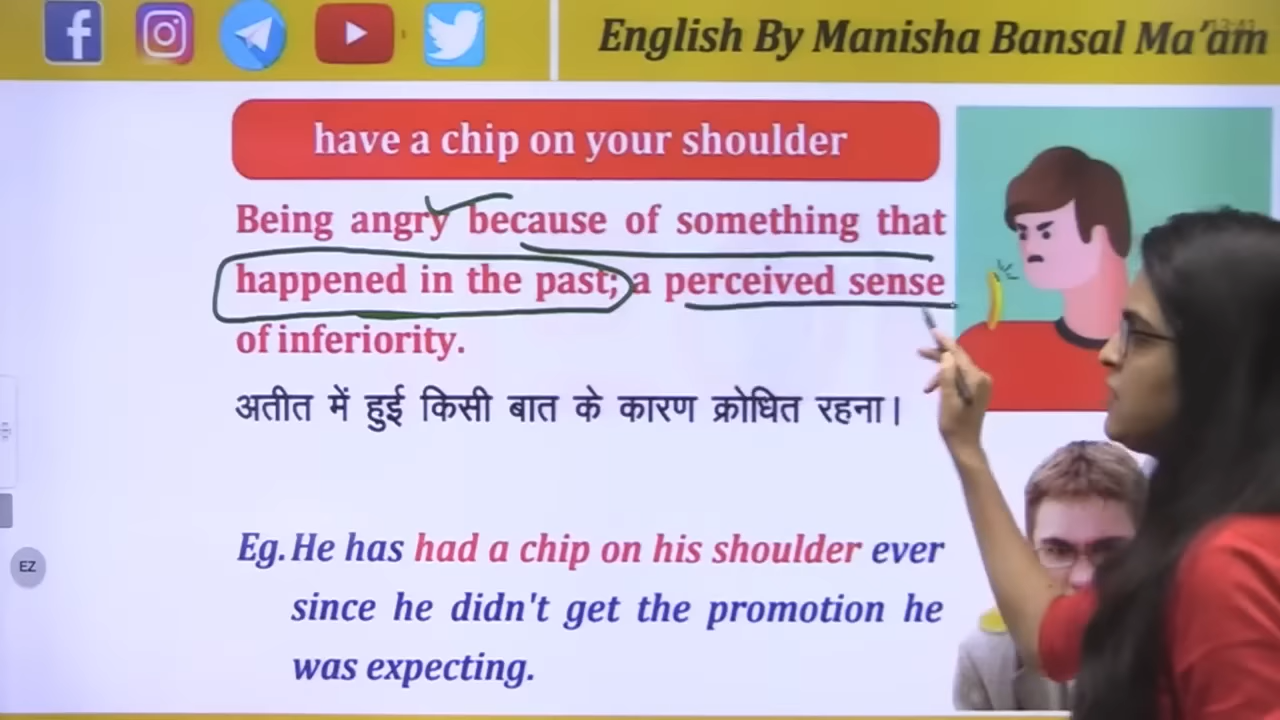 English By Manisha Bansal Ma'am
have a chip on your shoulder
Being angry because of something that
happened in the past; a perceived sense
of inferiority.
अतीत में हुई किसी बात के कारण क्रोधित रहना।
Eg. He has had a chip on his shoulder ever
since he didn't get the promotion he
was expecting.
EZ